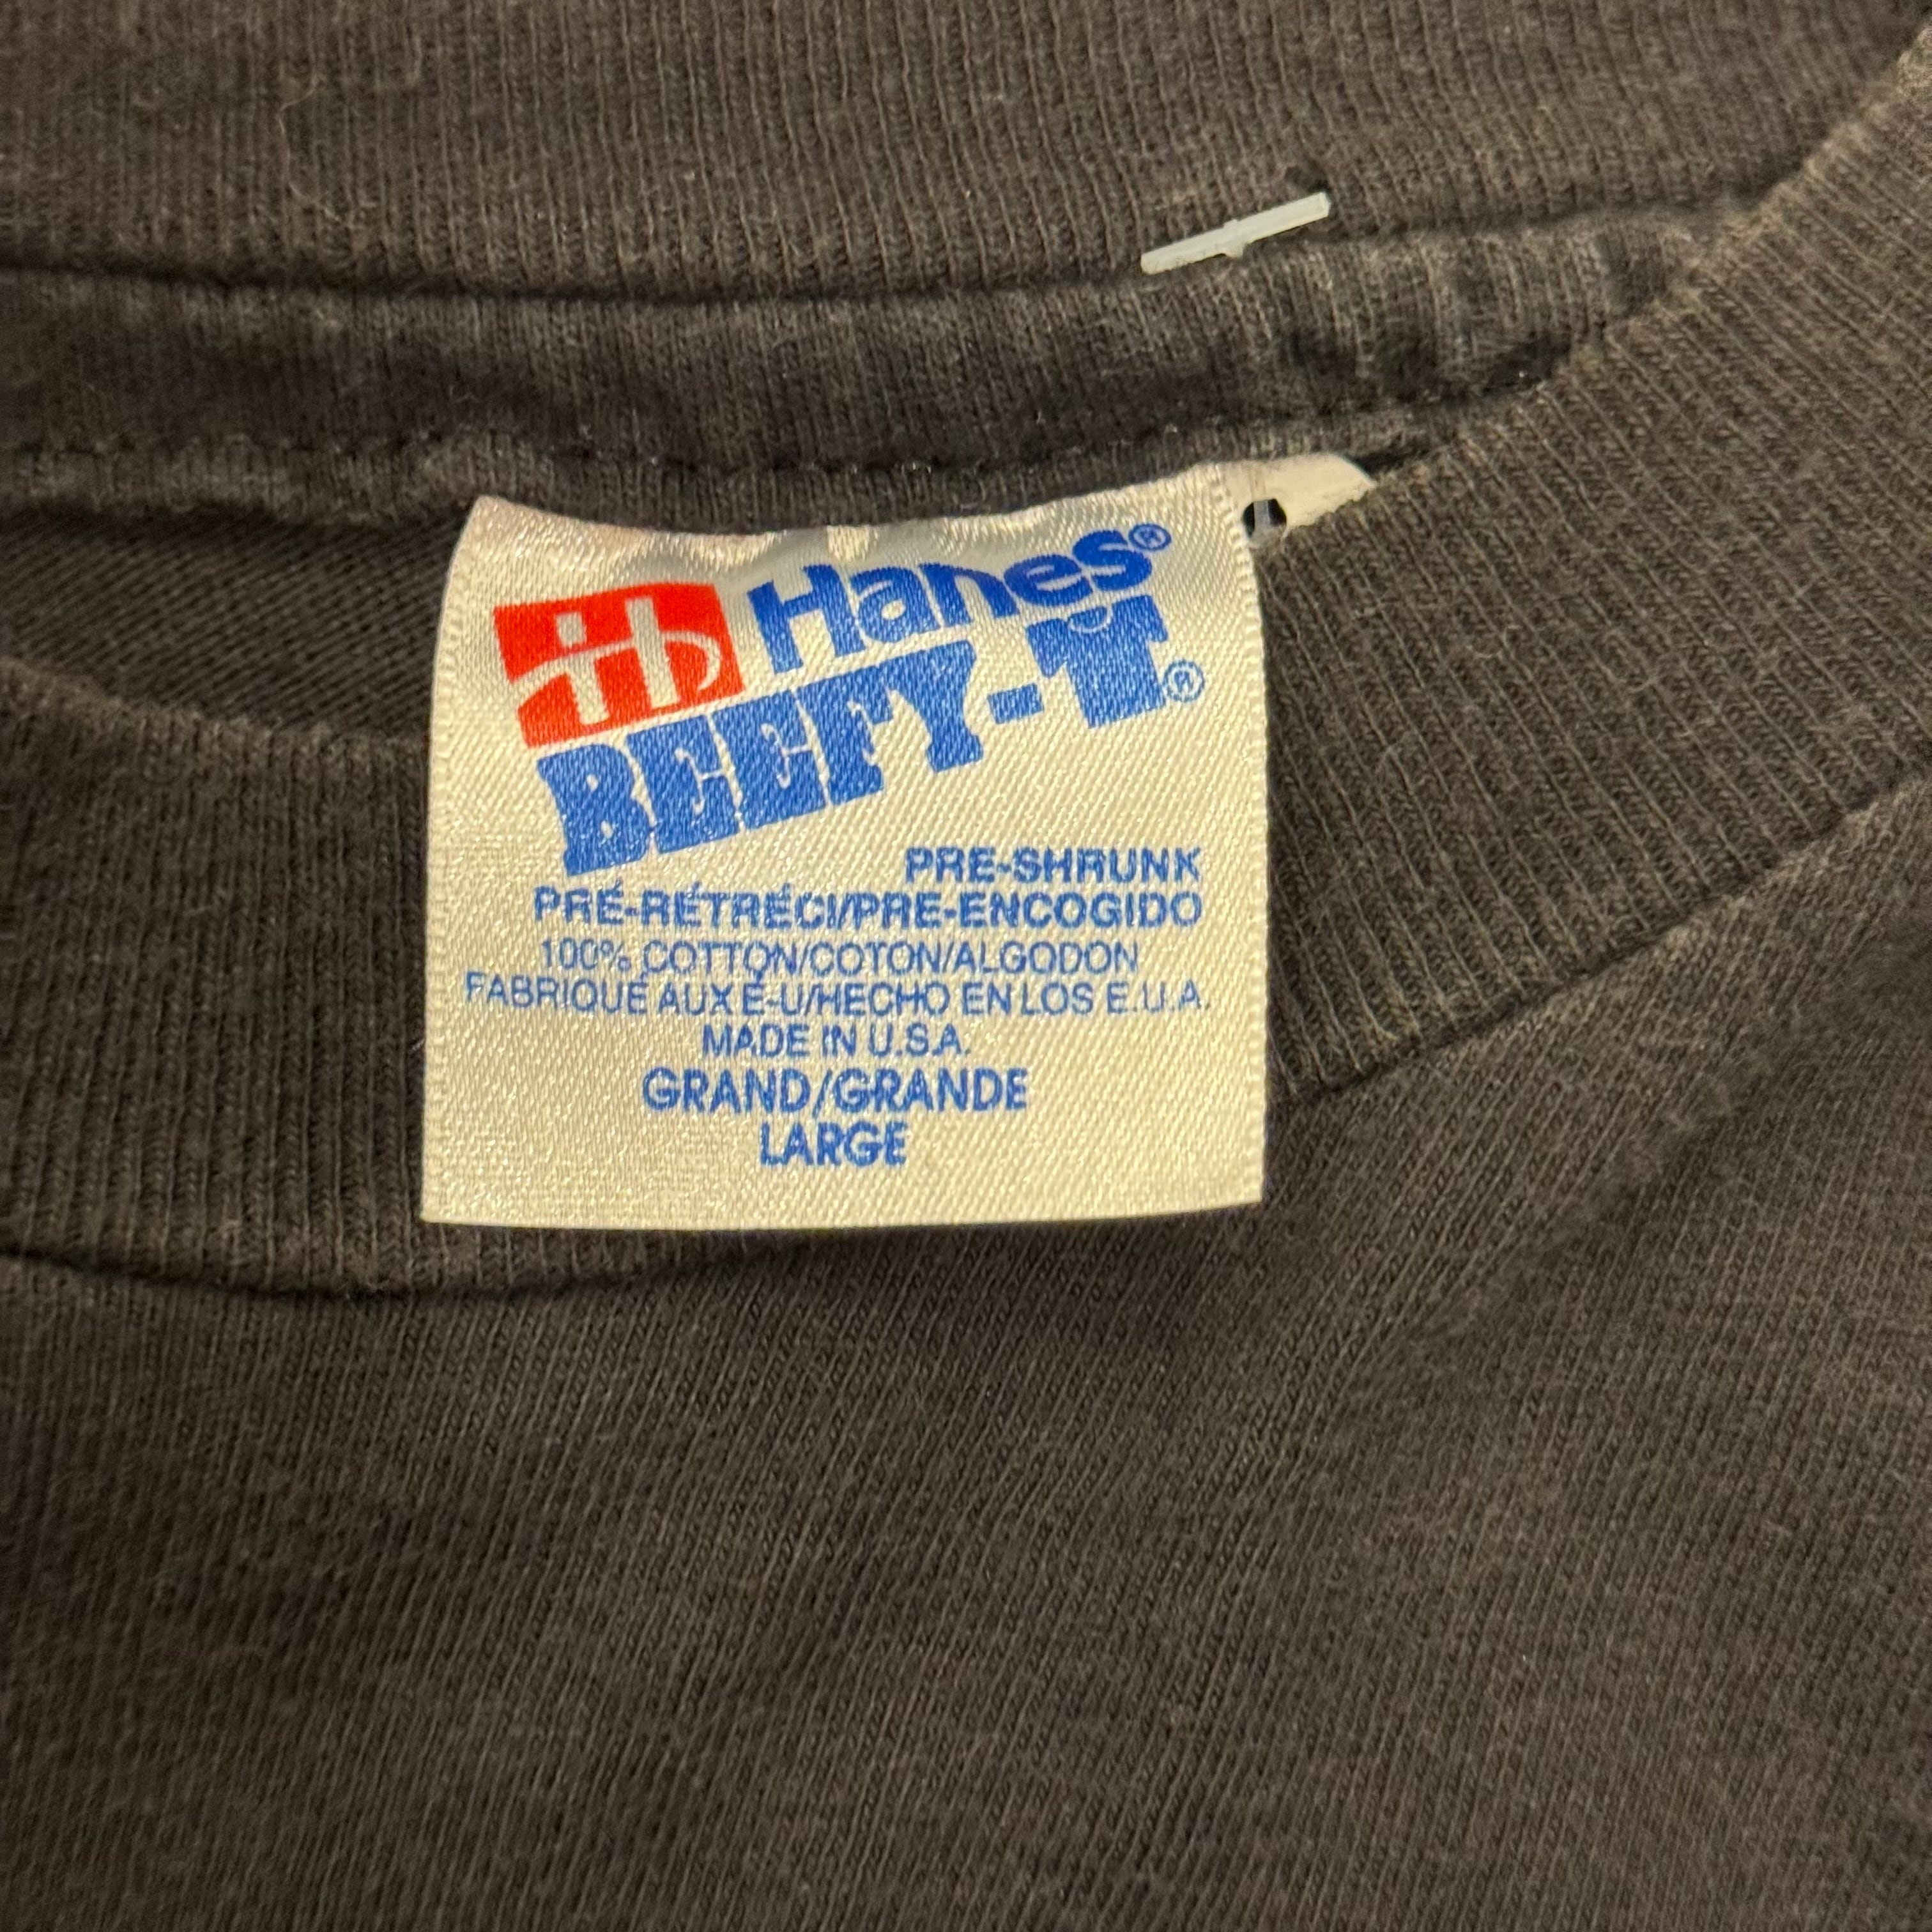 Hanes®
BEEFY-T®
PRE-SHRUNK
PRÉ-RÉTRÉCI/PRE-ENCOGIDO
100% COTTON/COTON/ALGODON
FABRIQUÉ AUX É-U/HECHO EN LOS E.U.A.
MADE IN U.S.A.
GRAND/GRANDE
LARGE